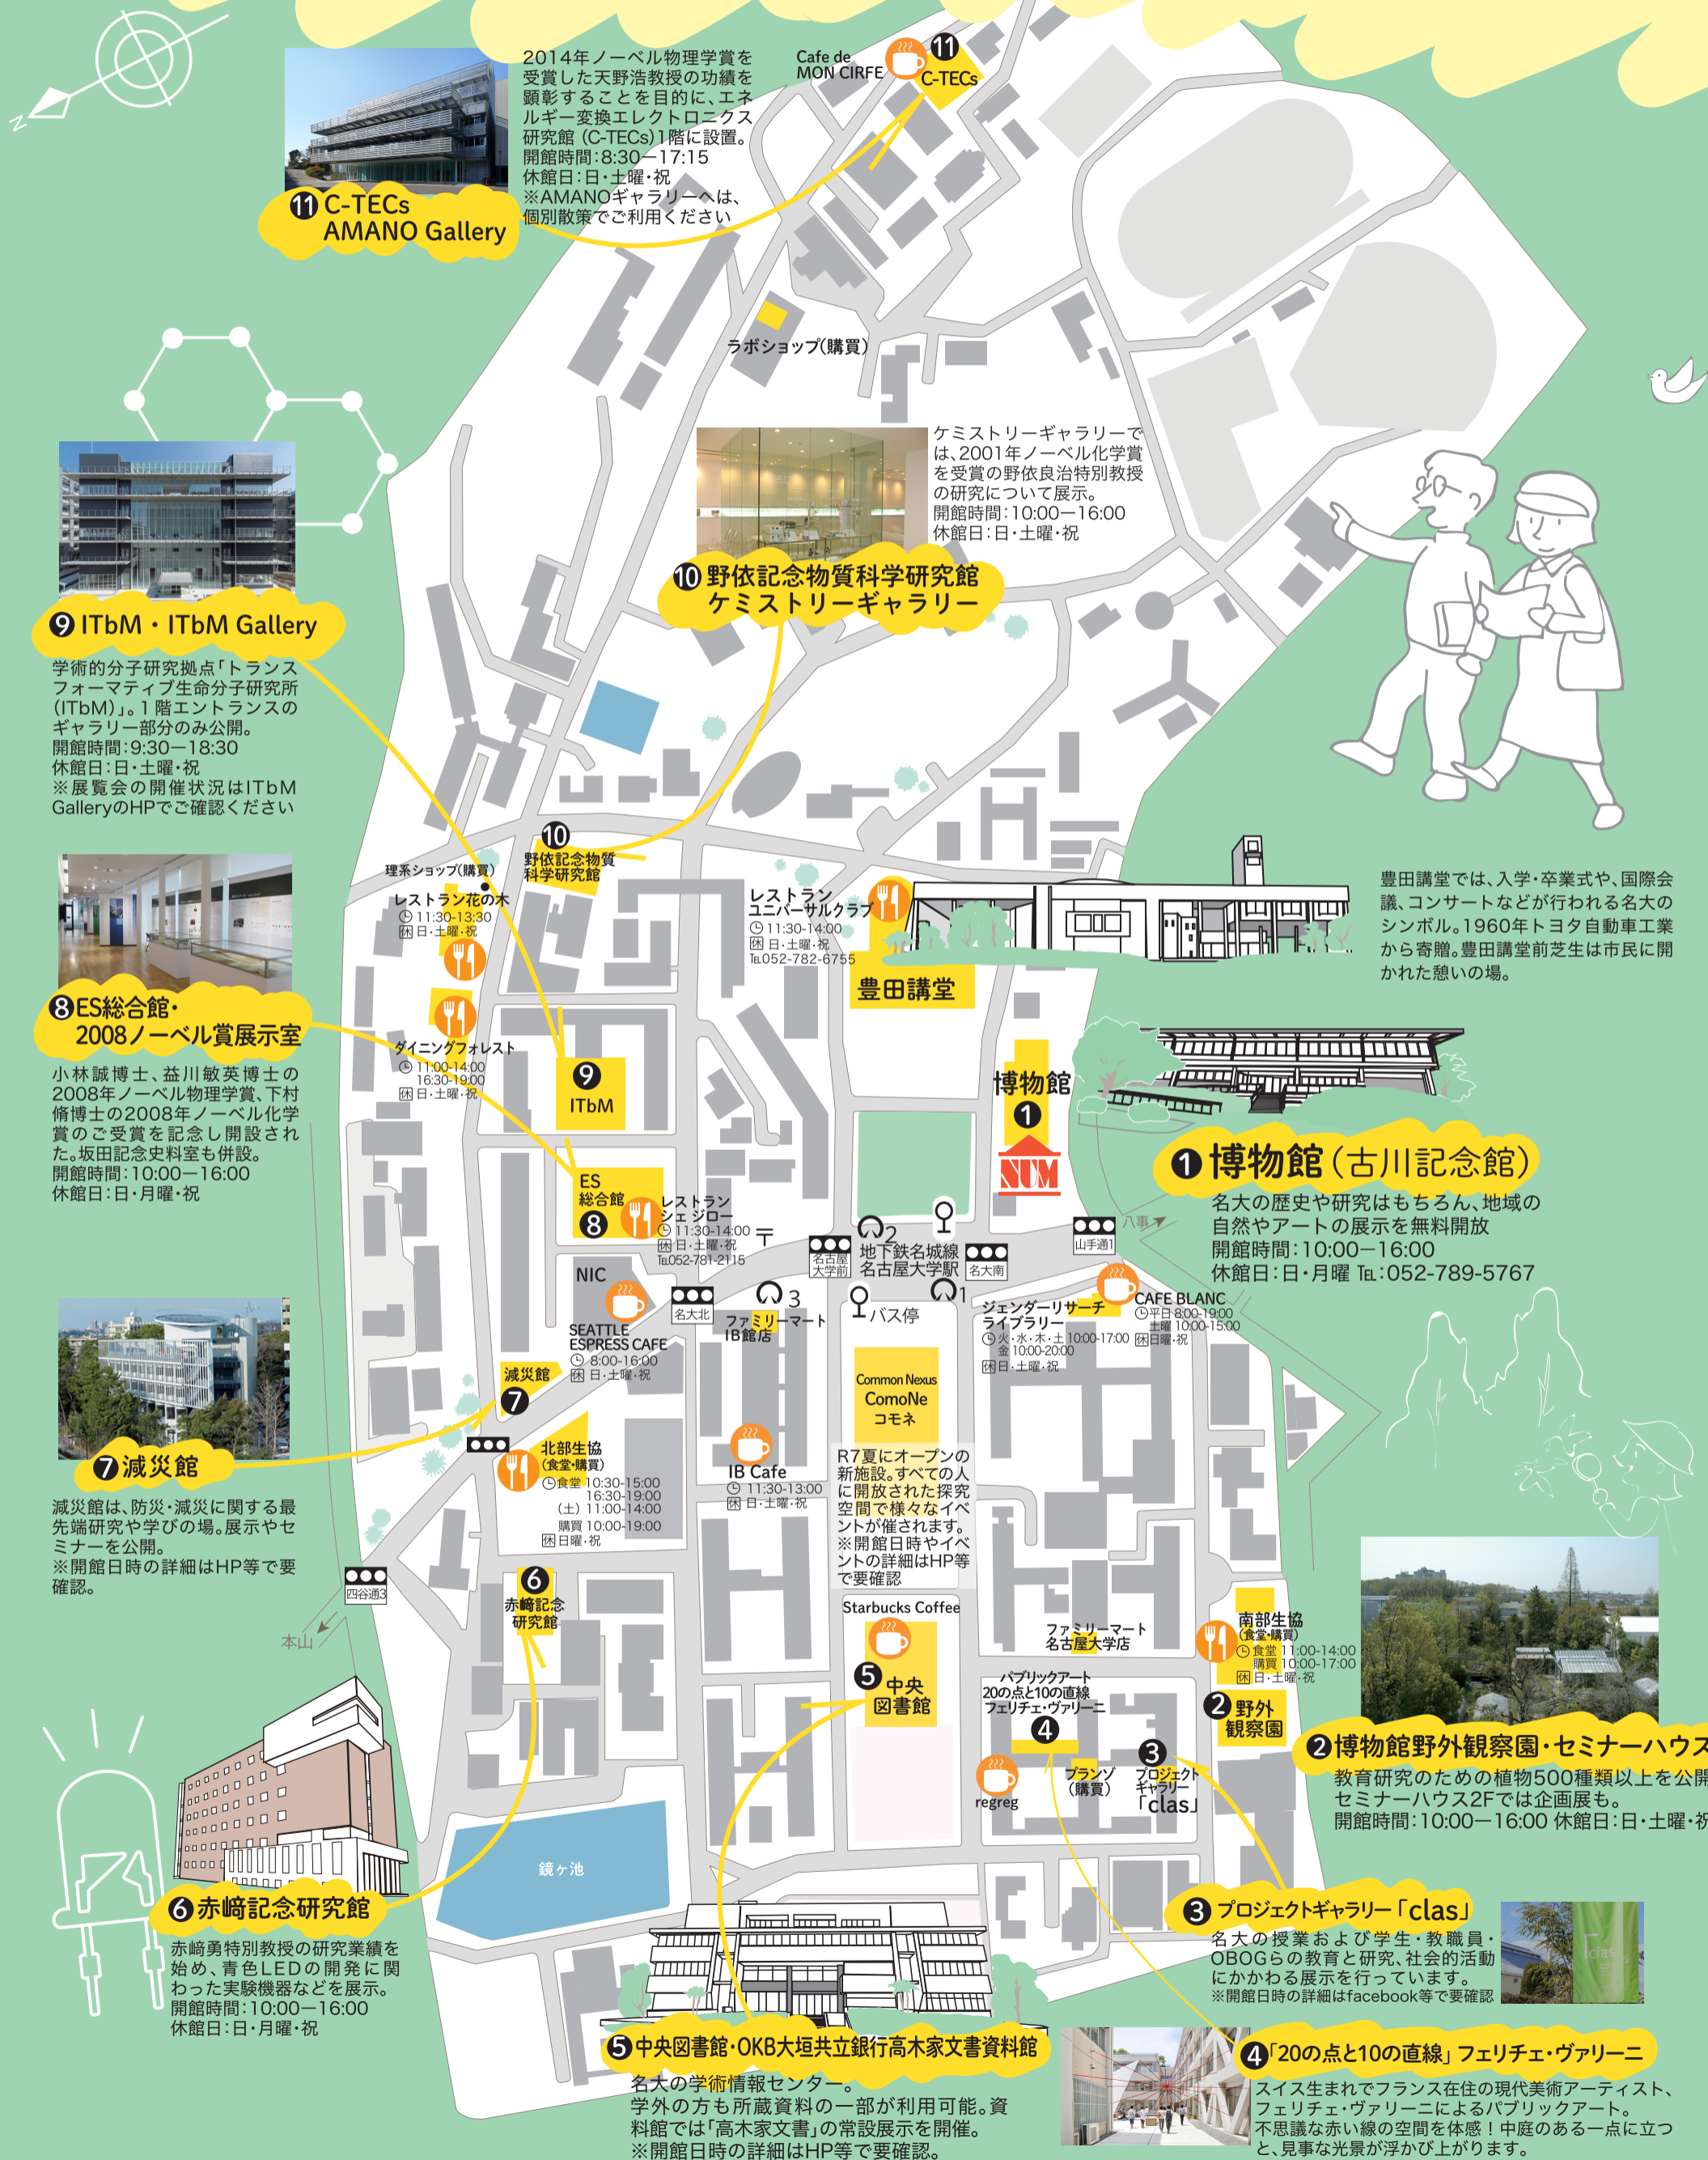 N
2014年ノーベル物理学賞を
受賞した天野浩教授の功績を
顕彰することを目的に、エネ
ルギー変換エレクトロニクス
研究館（C-TECs）1階に設置。
開館時間：8:30ー17:15
休館日：日・土曜・祝
※AMANOギャラリーへは、
個別散策でご利用ください
⓫ C-TECs
AMANO Gallery
Cafe de
MON CIRFE
⓫
C-TECs
ラボショップ（購買）
ケミストリーギャラリーで
は、2001年ノーベル化学賞
を受賞の野依良治特別教授
の研究について展示。
開館時間：10:00ー16:00
休館日：日・土曜・祝
❿ 野依記念物質科学研究館
ケミストリーギャラリー
❾ ITbM・ITbM Gallery
学術的分子研究拠点「トランス
フォーマティブ生命分子研究所
（ITbM）」。1階エントランスの
ギャラリー部分のみ公開。
開館時間：9:30ー18:30
休館日：日・土曜・祝
※展覧会の開催状況はITbM
GalleryのHPでご確認ください
❿
野依記念物質
科学研究館
理系ショップ（購買）
レストラン花の木
11:30-13:30
休 日・土曜・祝
レストラン
ユニバーサルクラブ
11:30-14:00
休 日・土曜・祝
℡052-782-6755
豊田講堂
豊田講堂では、入学・卒業式や、国際会
議、コンサートなどが行われる名大の
シンボル。1960年トヨタ自動車工業
から寄贈。豊田講堂前芝生は市民に開
かれた憩いの場。
❽ES総合館・
2008ノーベル賞展示室
小林誠博士、益川敏英博士の
2008年ノーベル物理学賞、下村
脩博士の2008年ノーベル化学
賞のご受賞を記念し開設され
た。坂田記念史料室も併設。
開館時間：10:00ー16:00
休館日：日・月曜・祝
ダイニングフォレスト
11:00-14:00
16:30-19:00
休 日・土曜・祝
❾
ITbM
博物館
❶
NUM
❶ 博物館（古川記念館）
名大の歴史や研究はもちろん、地域の
自然やアートの展示を無料開放
開館時間：10:00ー16:00
休館日：日・月曜 ℡：052-789-5767
ES
総合館
❽
レストラン
シェ ジロー
11:30-14:00
休 日・土曜・祝
℡052-781-2115
〒
名古屋
大学前
2
地下鉄名城線
名古屋大学駅
名大南
山手通1
八事
NIC
SEATTLE
ESPRESS CAFE
8:00-16:00
休 日・土曜・祝
名大北
3
ファミリーマート
IB館店
バス停
1
ジェンダーリサーチ
ライブラリー
火・水・木・土 10:00-17:00
金 10:00-20:00
休日・土曜・祝
CAFE BLANC
平日 8:00-19:00
土曜 10:00-15:00
休日曜・祝
減災館
❼
❼ 減災館
減災館は、防災・減災に関する最
先端研究や学びの場。展示やセ
ミナーを公開。
※開館日時の詳細はHP等で要
確認。
北部生協
（食堂・購買）
食堂 10:30-15:00
16:30-19:00
（土） 11:00-14:00
購買 10:00-19:00
休 日曜・祝
IB Cafe
11:30-13:00
休 日・土曜・祝
Common Nexus
ComoNe
コモネ
R7夏にオープンの
新施設。すべての人
に開放された探究
空間で様々なイベ
ントが催されます。
※開館日時やイベ
ントの詳細はHP等
で要確認
四谷通3
本山
❻
赤﨑記念
研究館
Starbucks Coffee
❺ 中央
図書館
ファミリーマート
名古屋大学店
南部生協
（食堂・購買）
食堂 11:00-14:00
購買 10:00-17:00
休 日・土曜・祝
パブリックアート
20の点と10の直線
フェリチェ・ヴァリーニ
❹
❷ 野外
観察園
❸
プロジェクト
ギャラリー
「clas」
プランゾ
（購買）
regreg
❷博物館野外観察園・セミナーハウス
教育研究のための植物500種類以上を公開
セミナーハウス2Fでは企画展も。
開館時間：10:00ー16:00 休館日：日・土曜・祝
鏡ヶ池
❻ 赤﨑記念研究館
赤﨑勇特別教授の研究業績を
始め、青色LEDの開発に関
わった実験機器などを展示。
開館時間：10:00ー16:00
休館日：日・月曜・祝
❸ プロジェクトギャラリー「clas」
名大の授業および学生・教職員・
OBOGらの教育と研究、社会的活動
にかかわる展示を行っています。
※開館日時の詳細はfacebook等で要確認
「clas」
❺ 中央図書館・OKB大垣共立銀行高木家文書資料館
名大の学術情報センター。
学外の方も所蔵資料の一部が利用可能。資
料館では「高木家文書」の常設展示を開催。
※開館日時の詳細はHP等で要確認。
❹「20の点と10の直線」 フェリチェ・ヴァリーニ
スイス生まれでフランス在住の現代美術アーティスト、
フェリチェ・ヴァリーニによるパブリックアート。
不思議な赤い線の空間を体感！中庭のある一点に立つ
と、見事な光景が浮かび上がります。